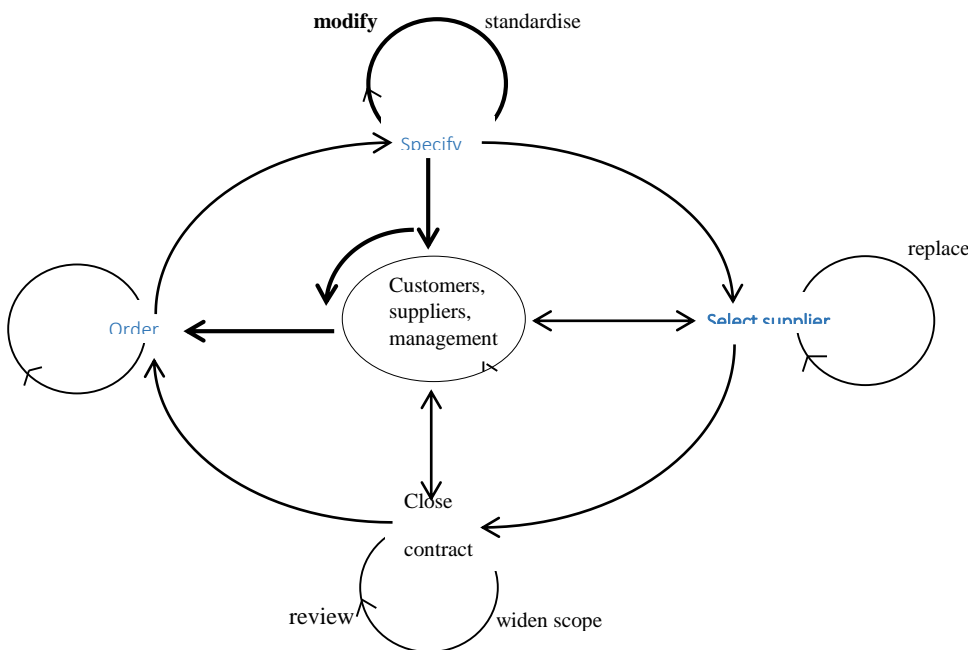 modify standardise
Specify
replace
Customers,
suppliers,
management
Order
Select supplier
Close
contract
review
widen scope